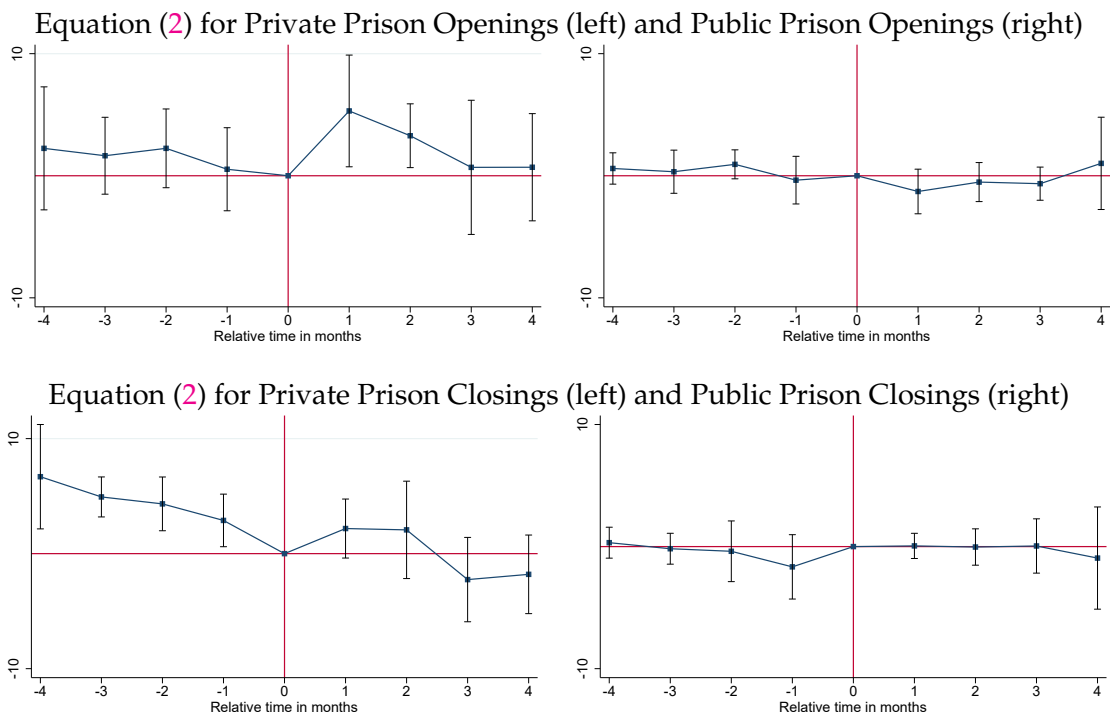 Equation (2) for Private Prison Openings (left) and Public Prison Openings (right)
10
-10
-4 -3 -2 -1 0 1 2 3 4
Relative time in months
10
-10
-4 -3 -2 -1 0 1 2 3 4
Relative time in months
Equation (2) for Private Prison Closings (left) and Public Prison Closings (right)
10
-10
-4 -3 -2 -1 0 1 2 3 4
Relative time in months
10
-10
-4 -3 -2 -1 0 1 2 3 4
Relative time in months